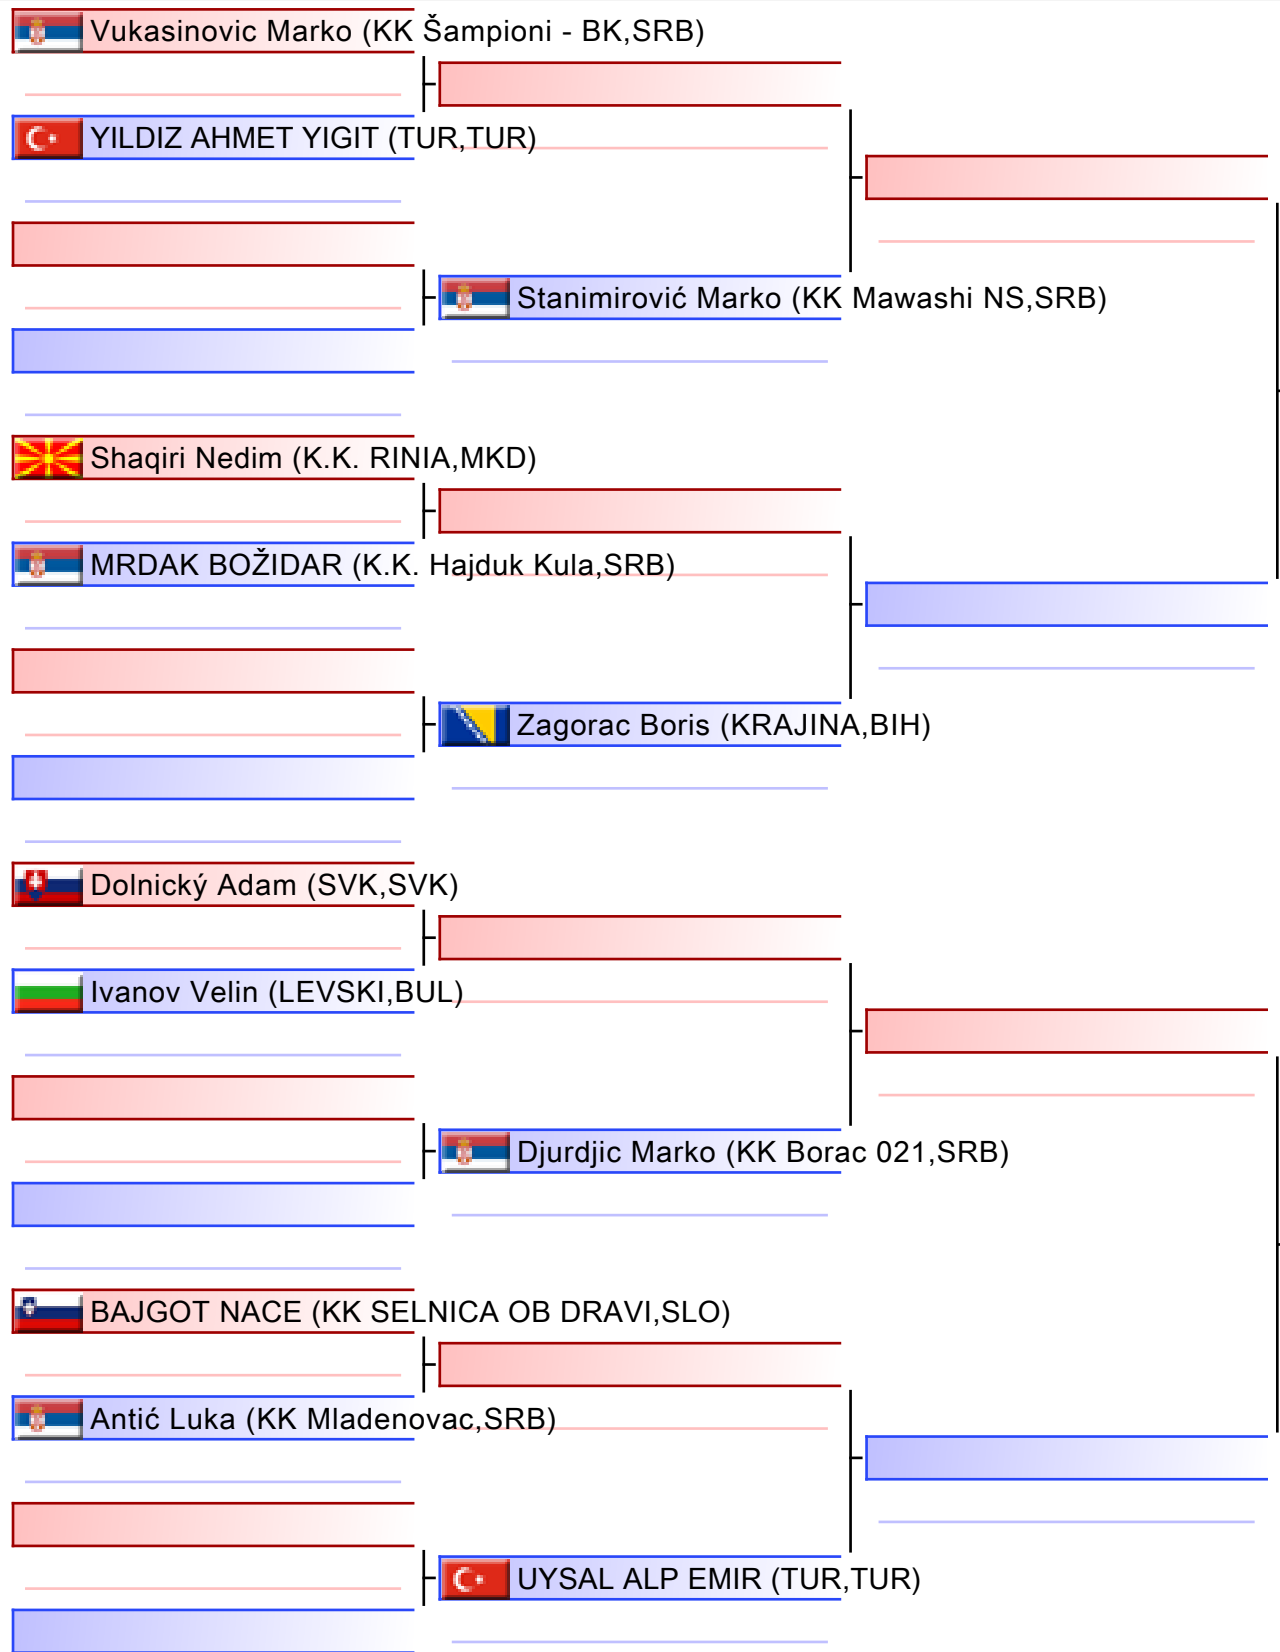 Vukasinovic Marko (KK Šampioni - BK,SRB)
YILDIZ AHMET YIGIT (TUR,TUR)
Stanimirović Marko (KK Mawashi NS,SRB)
Shaqiri Nedim (K.K. RINIA,MKD)
MRDAK BOŽIDAR (K.K. Hajduk Kula,SRB)
Zagorac Boris (KRAJINA,BIH)
Dolnický Adam (SVK,SVK)
Ivanov Velin (LEVSKI,BUL)
Djurdjic Marko (KK Borac 021,SRB)
BAJGOT NACE (KK SELNICA OB DRAVI,SLO)
Antić Luka (KK Mladenovac,SRB)
UYSAL ALP EMIR (TUR,TUR)